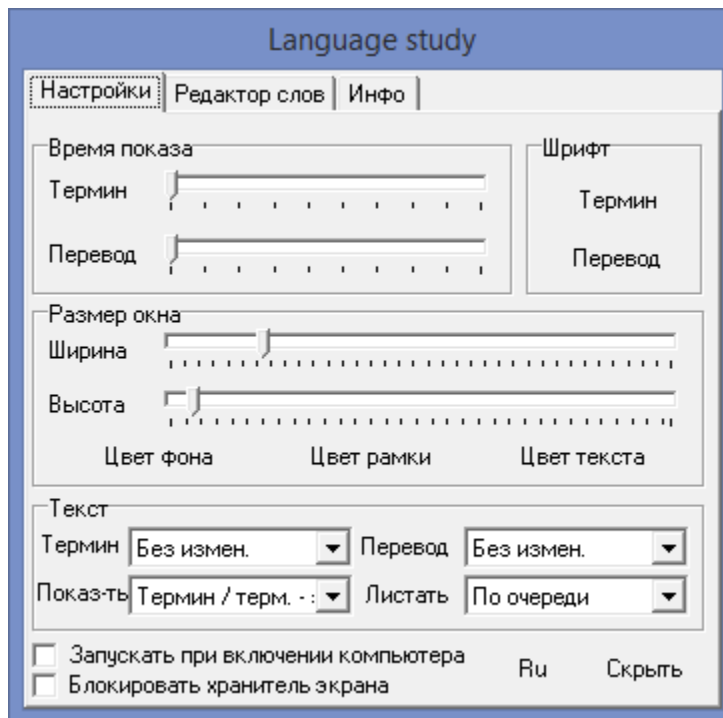 Language study
Настройки Редактор слов Инфо
Время показа Шрифт
Термин Термин
Перевод Перевод
Размер окна
Ширина
Высота
Цвет фона Цвет рамки Цвет текста
Текст
Термин Без измен. Перевод Без измен.
Показ-ть Термин / терм. - Листать По очереди
Запускать при включении компьютера
Блокировать хранитель экрана
Ru Скрыть